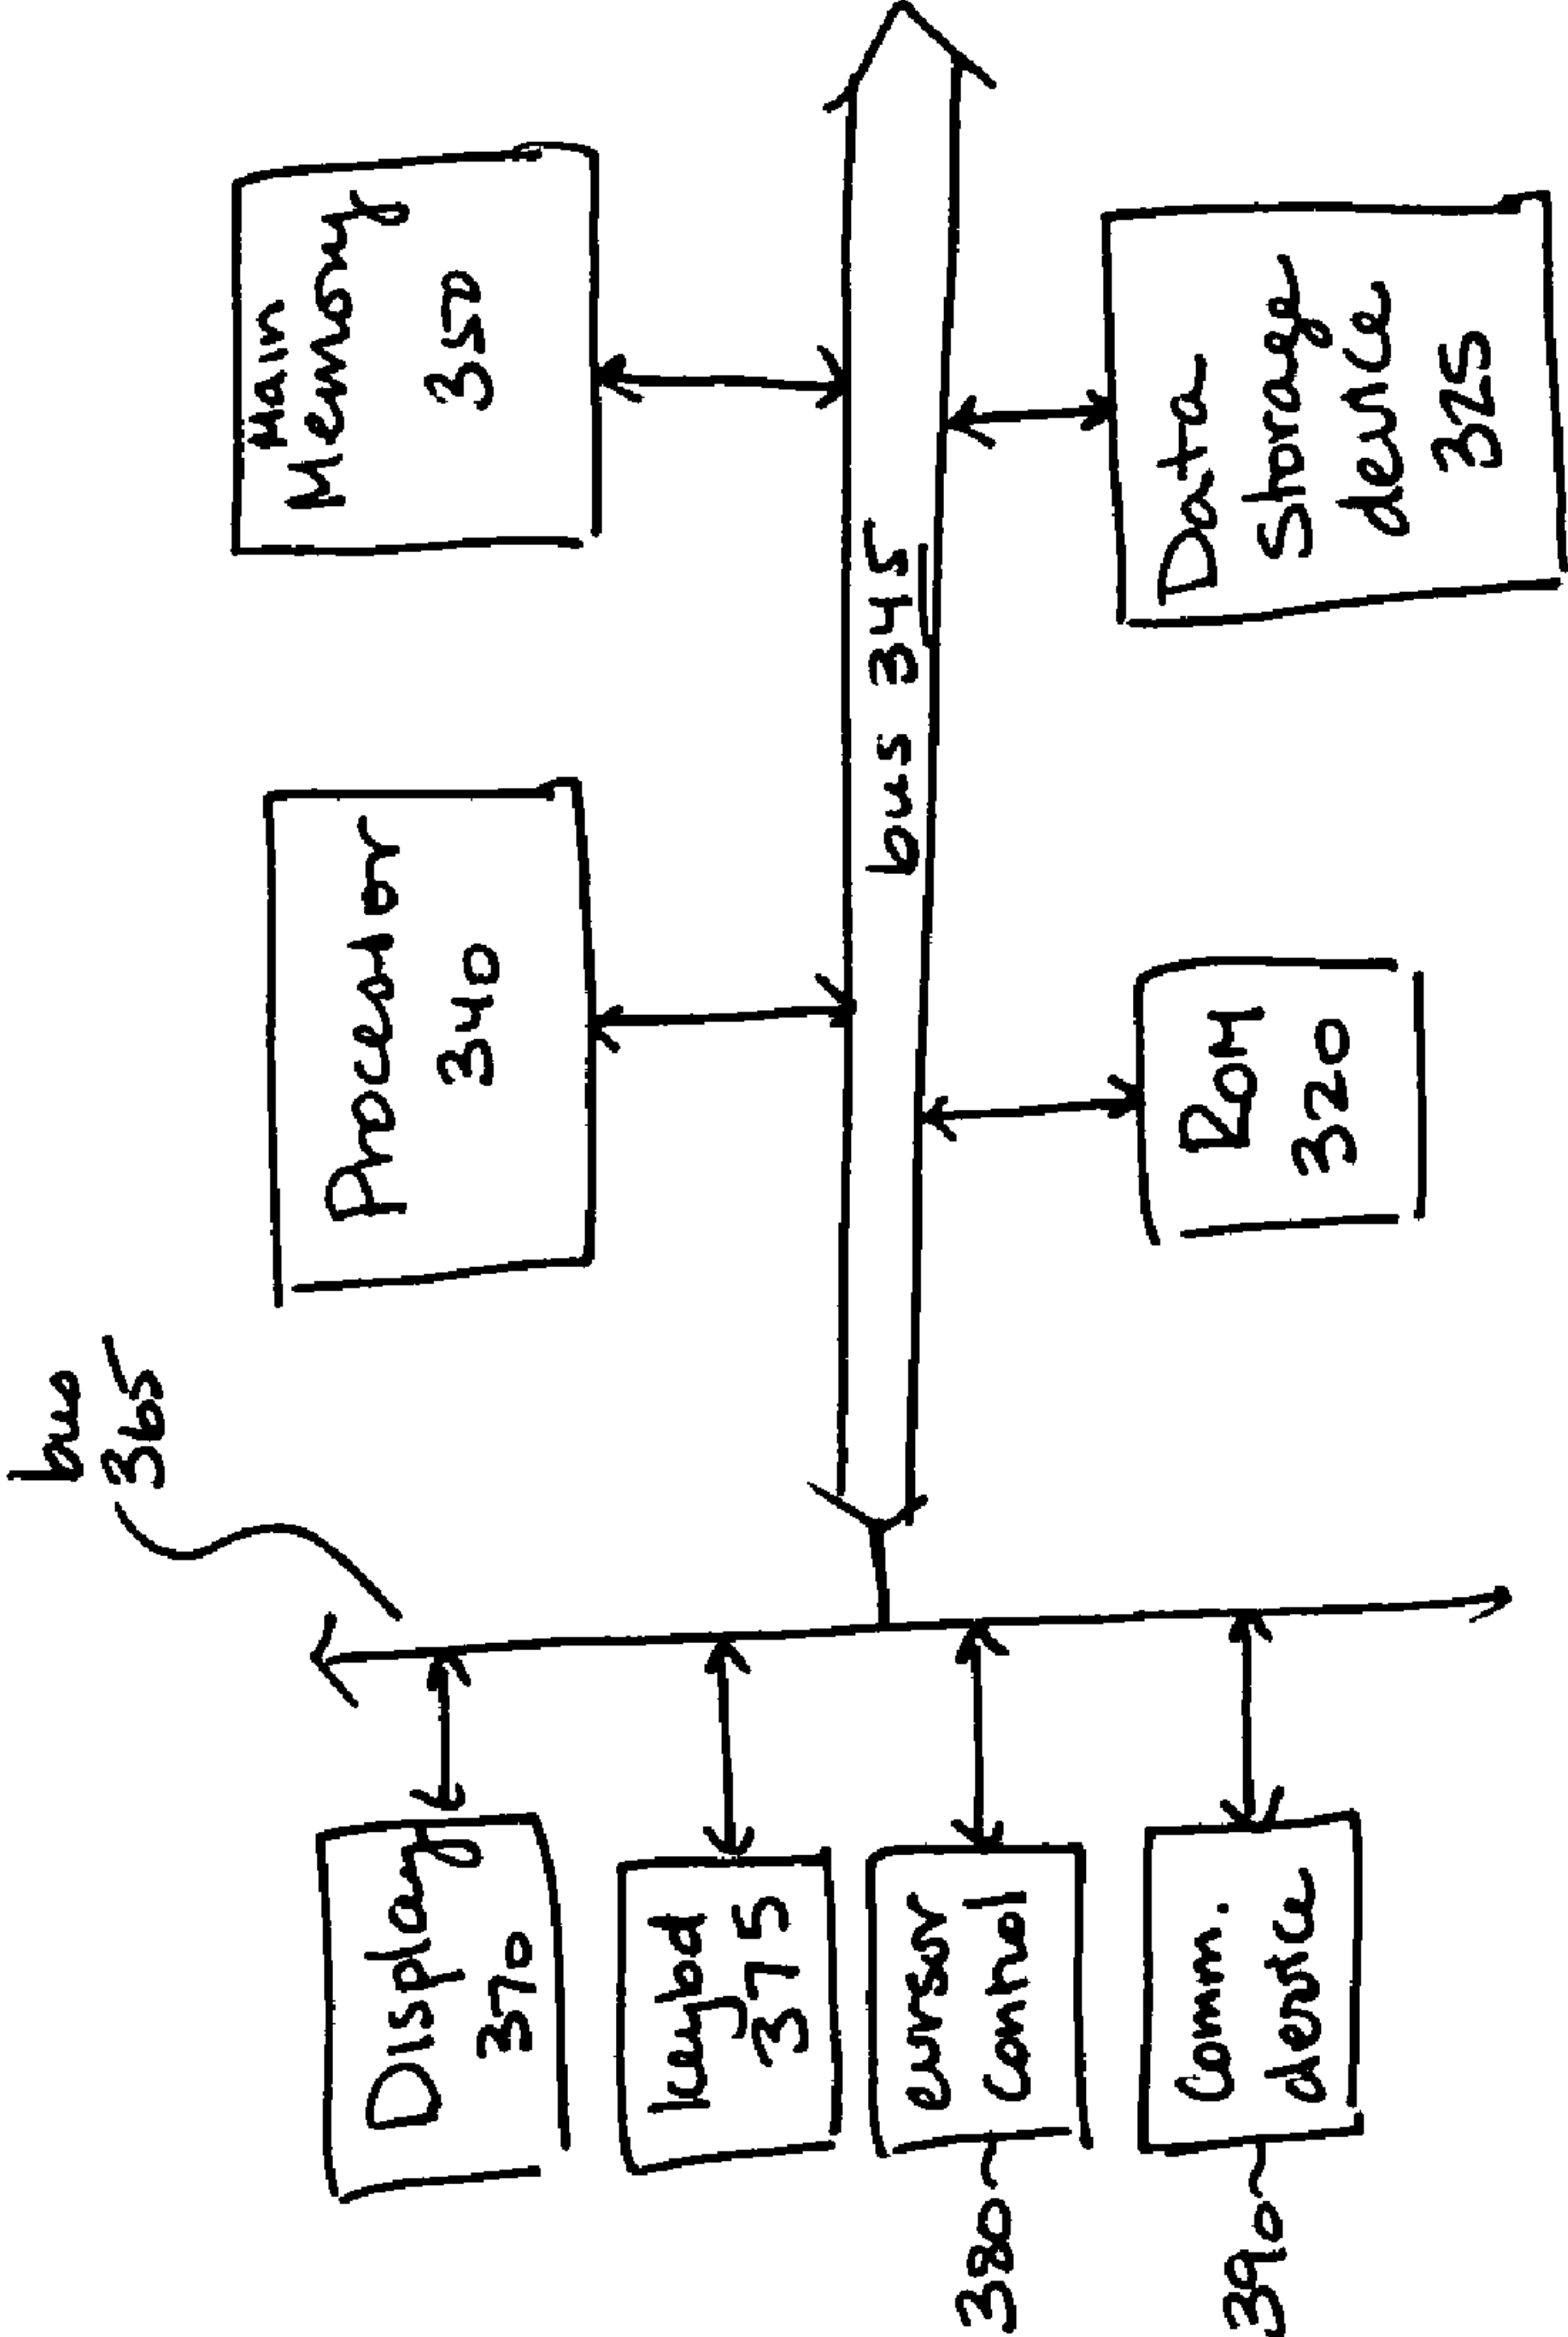 bus
365
Display
370
keybd
375
cursor
control
380
Comm.
device
390
Processor
340
Main
Memory
350
bus 345
ROM
320
Data
Storage
device
325